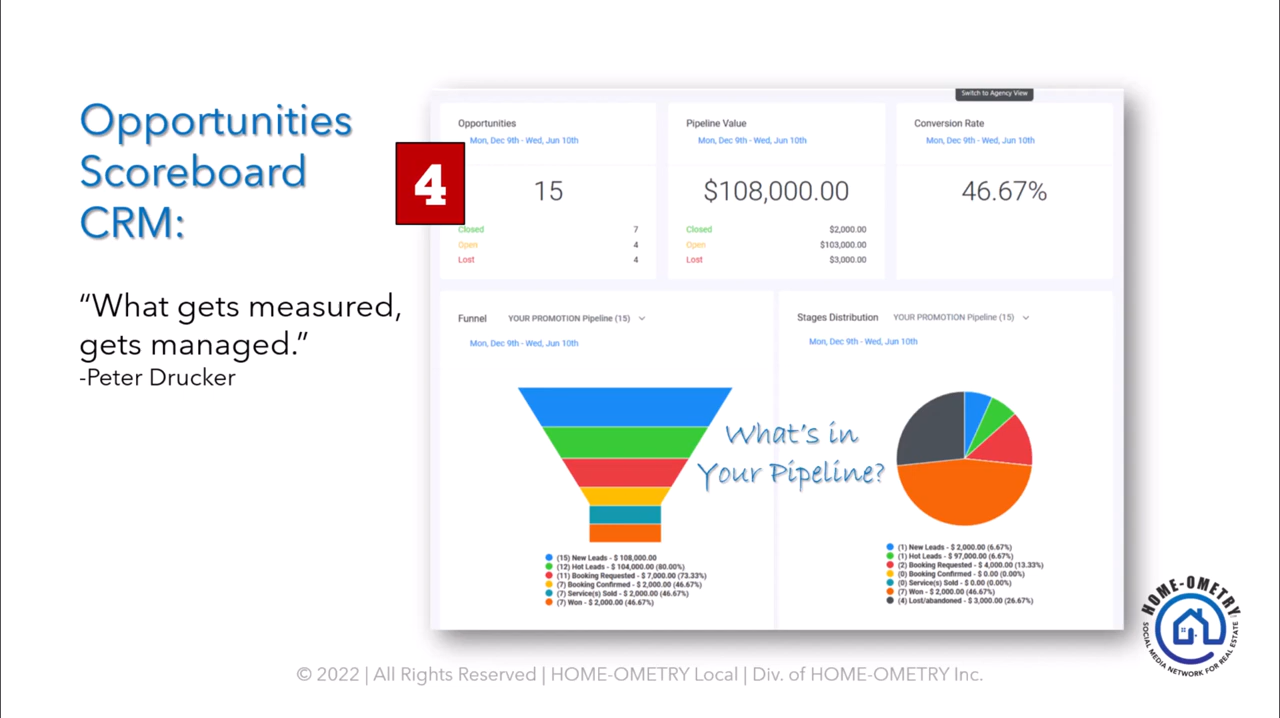 Opportunities
Scoreboard
CRM:
“What gets measured,
gets managed.”
-Peter Drucker
4
Switch to Agency View
Opportunities
Mon, Dec 9th - Wed, Jun 10th
15
Closed 7
Open 4
Lost 4
Pipeline Value
Mon, Dec 9th - Wed, Jun 10th
$108,000.00
Closed $2,000.00
Open $103,000.00
Lost $3,000.00
Conversion Rate
Mon, Dec 9th - Wed, Jun 10th
46.67%
Funnel YOUR PROMOTION Pipeline (15)
Mon, Dec 9th - Wed, Jun 10th
(15) New Leads - $ 108,000.00
(12) Hot Leads - $ 104,000.00 (80.00%)
(11) Booking Requested - $ 7,000.00 (73.33%)
(7) Booking Confirmed - $ 2,000.00 (46.67%)
(7) Service(s) Sold - $ 2,000.00 (46.67%)
(7) Won - $ 2,000.00 (46.67%)
What's in
Your Pipeline?
Stages Distribution YOUR PROMOTION Pipeline (15)
Mon, Dec 9th - Wed, Jun 10th
(1) New Leads - $ 2,000.00 (6.67%)
(1) Hot Leads - $ 97,000.00 (6.67%)
(2) Booking Requested - $ 4,000.00 (13.33%)
(0) Booking Confirmed - $ 0.00 (0.00%)
(0) Service(s) Sold - $ 0.00 (0.00%)
(7) Won - $ 2,000.00 (46.67%)
(4) Lost/abandoned - $ 3,000.00 (26.67%)
HOME-OMETRY
SOCIAL MEDIA NETWORK FOR REAL ESTATE
© 2022 | All Rights Reserved | HOME-OMETRY Local | Div. of HOME-OMETRY Inc.